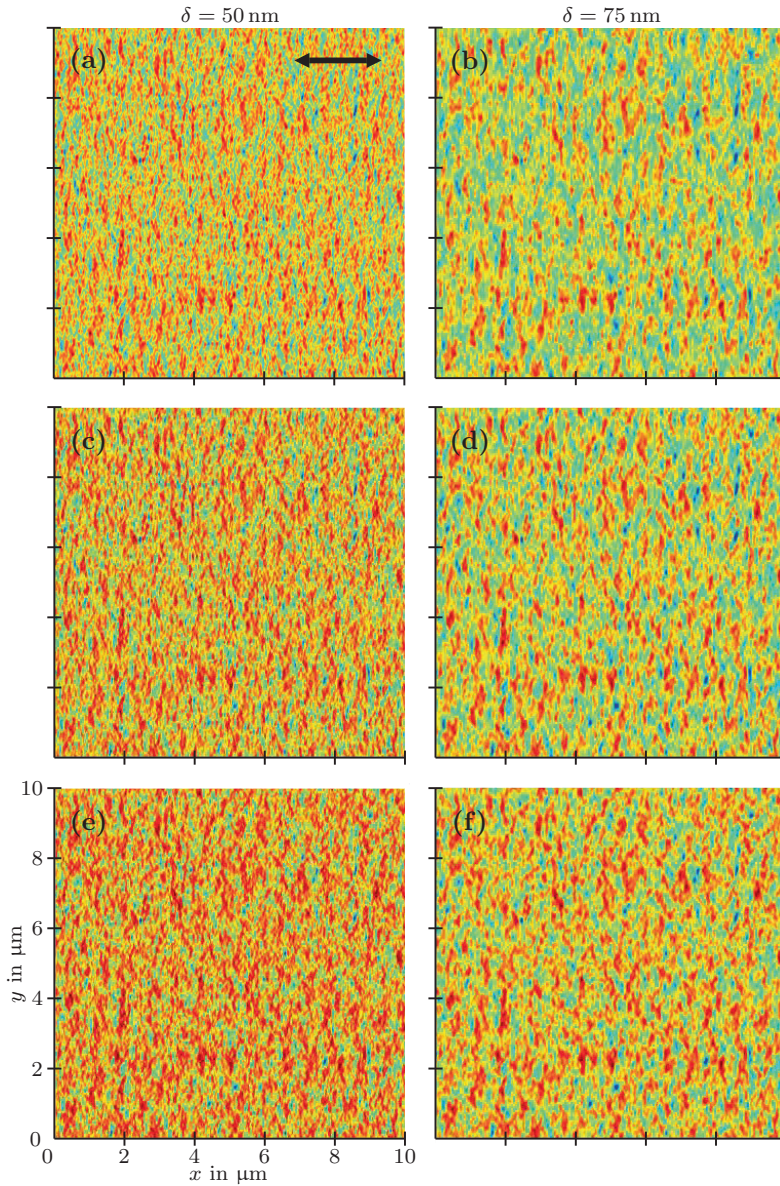 δ = 50 nm
δ = 75 nm
(a)
(b)
(c)
(d)
(e)
(f)
10
8
6
4
2
0
y in μm
0 2 4 6 8 10
x in μm